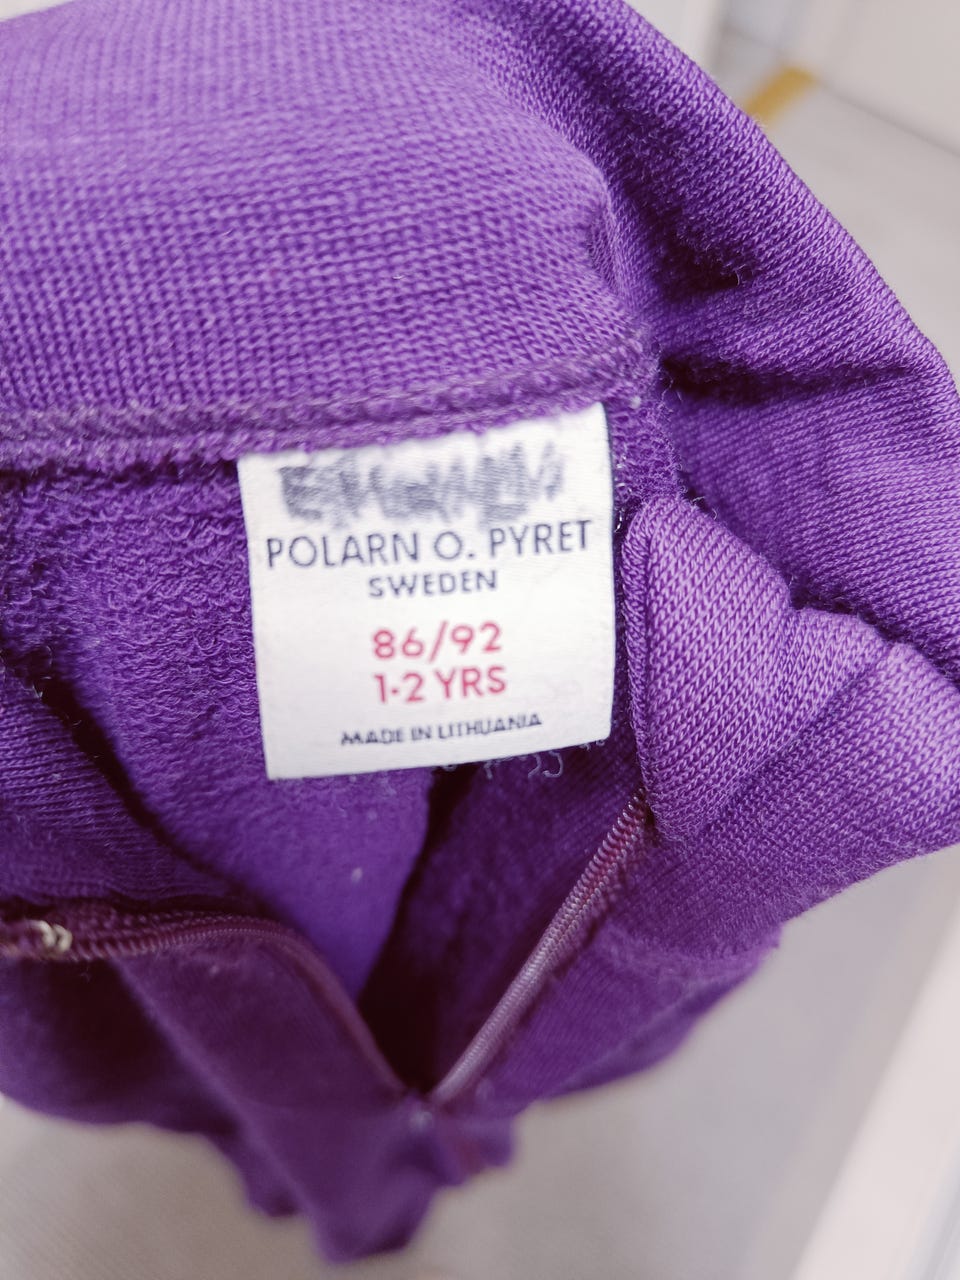 POLARN O. PYRET
SWEDEN
86/92
1-2 YRS
MADE IN LITHUANIA